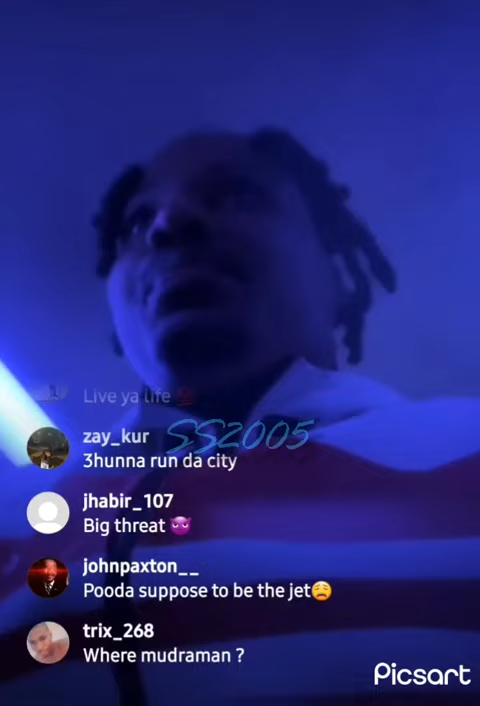 Live ya life
zay_kur
SS2005
3hunna run da city
jhabir_107
Big threat 😈
johnpaxton__
Pooda suppose to be the jet😩
trix_268
Where mudraman ?
Picsart